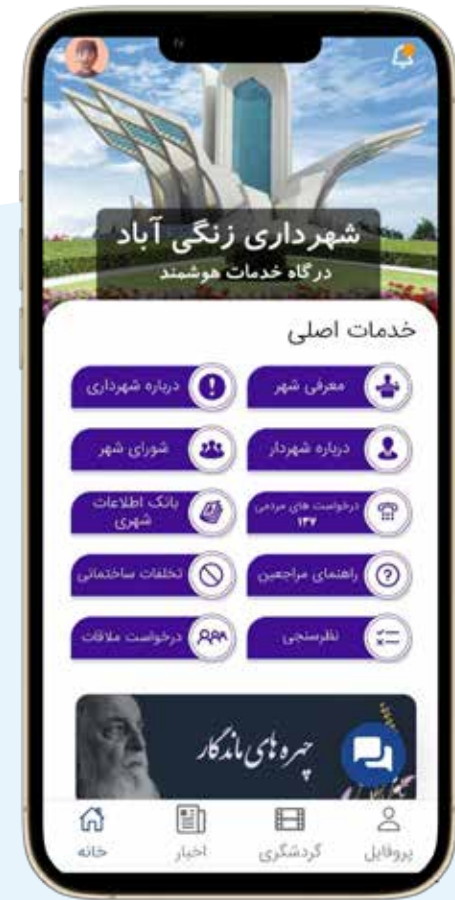 شهرداری زنگی آباد
درگاه خدمات هوشمند
خدمات اصلی
معرفی شهر
درباره شهرداری
درباره شهردار
شورای شهر
درخواست های مردمی
۱۳۷
بانک اطلاعات
شهری
راهنمای مراجعین
تخلفات ساختمانی
نظرسنجی
درخواست ملاقات
چهره های ماندگار
پروفایل
گردشگری
اخبار
خانه